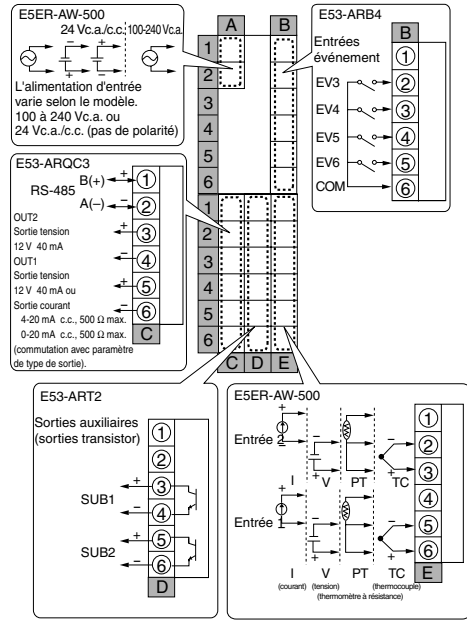 E5ER-AW-500
24 Vc.a./c.c. 100-240 Vc.a.
L'alimentation d'entrée
varie selon le modèle.
100 à 240 Vc.a. ou
24 Vc.a./c.c. (pas de polarité)
A
B
1
2
3
4
5
6
1
2
3
4
5
6
C D E
E53-ARB4
Entrées
événement
B
1
EV3 2
EV4 3
EV5 4
EV6 5
COM 6
E53-ARQC3
RS-485
B(+) + 1
A(−) − 2
OUT2
Sortie tension
12 V 40 mA
+ 3
OUT1
− 4
Sortie tension
12 V 40 mA ou
+ 5
Sortie courant
− 6
4-20 mA c.c., 500 Ω max.
0-20 mA c.c., 500 Ω max.
C
(commutation avec paramètre
de type de sortie).
E53-ART2
Sorties auxiliaires
(sorties transistor)
1
2
SUB1
+ 3
− 4
SUB2
+ 5
− 6
D
E5ER-AW-500
Entrée 2
+ − + − +
I V PT TC
1
2
3
4
Entrée 1
+ − + − +
5
6
I V PT TC
E
(courant) (tension) (thermocouple)
(thermomètre à résistance)